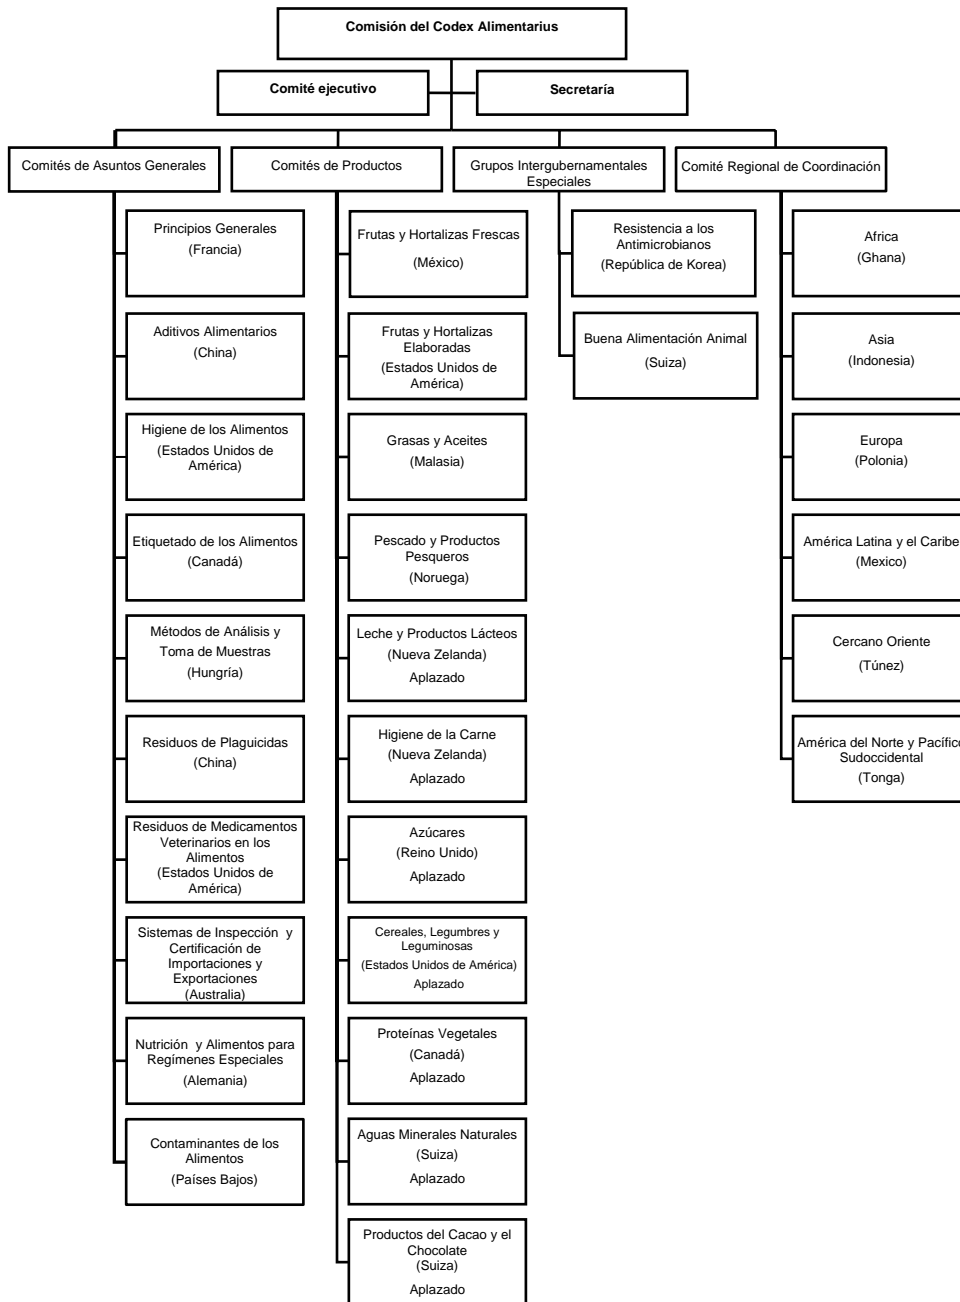 Comisión del Codex Alimentarius
Comité ejecutivo
Secretaría
Comités de Asuntos Generales
Comités de Productos
Grupos Intergubernamentales
Especiales
Comité Regional de Coordinación
Principios Generales
(Francia)
Aditivos Alimentarios
(China)
Higiene de los Alimentos
(Estados Unidos de
América)
Etiquetado de los Alimentos
(Canadá)
Métodos de Análisis y
Toma de Muestras
(Hungría)
Residuos de Plaguicidas
(China)
Residuos de Medicamentos
Veterinarios en los
Alimentos
(Estados Unidos de
América)
Sistemas de Inspección y
Certificación de
Importaciones y
Exportaciones
(Australia)
Nutrición y Alimentos para
Regímenes Especiales
(Alemania)
Contaminantes de los
Alimentos
(Países Bajos)
Frutas y Hortalizas Frescas
(México)
Frutas y Hortalizas
Elaboradas
(Estados Unidos de
América)
Grasas y Aceites
(Malasia)
Pescado y Productos
Pesqueros
(Noruega)
Leche y Productos Lácteos
(Nueva Zelanda)
Aplazado
Higiene de la Carne
(Nueva Zelanda)
Aplazado
Azúcares
(Reino Unido)
Aplazado
Cereales, Legumbres y
Leguminosas
(Estados Unidos de América)
Aplazado
Proteínas Vegetales
(Canadá)
Aplazado
Aguas Minerales Naturales
(Suiza)
Aplazado
Productos del Cacao y el
Chocolate
(Suiza)
Aplazado
Resistencia a los
Antimicrobianos
(República de Korea)
Buena Alimentación Animal
(Suiza)
Africa
(Ghana)
Asia
(Indonesia)
Europa
(Polonia)
América Latina y el Caribe
(Mexico)
Cercano Oriente
(Túnez)
América del Norte y Pacífico
Sudoccidental
(Tonga)